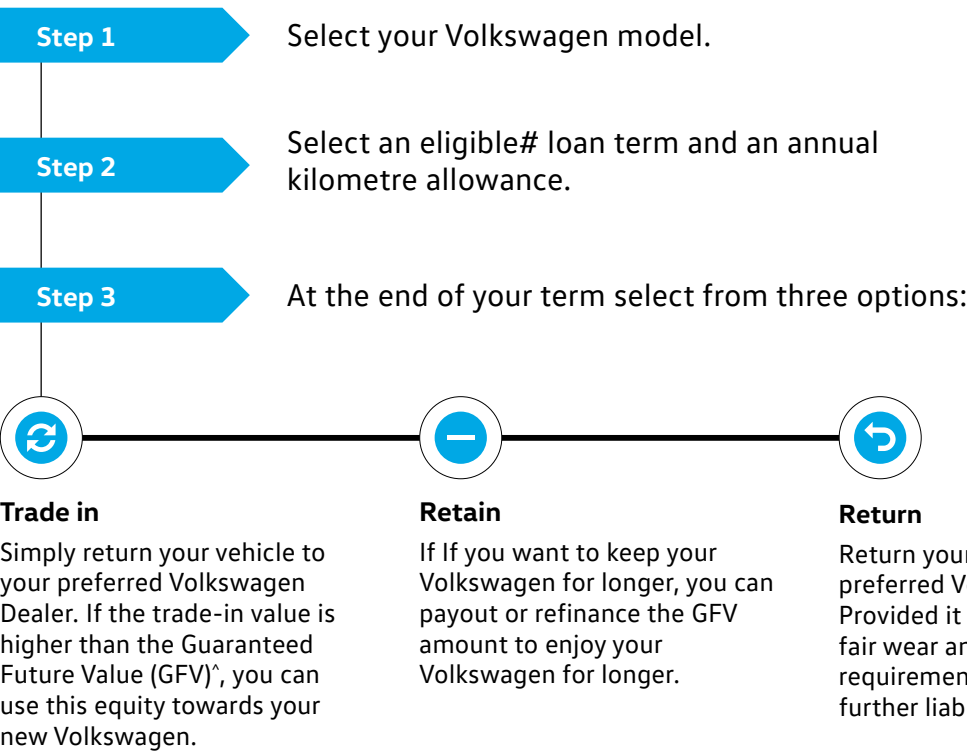 Step 1
Select your Volkswagen model.
Step 2
Select an eligible# loan term and an annual
kilometre allowance.
Step 3
At the end of your term select from three options:
Trade in
Simply return your vehicle to
your preferred Volkswagen
Dealer. If the trade-in value is
higher than the Guaranteed
Future Value (GFV)^, you can
use this equity towards your
new Volkswagen.
Retain
If If you want to keep your
Volkswagen for longer, you can
payout or refinance the GFV
amount to enjoy your
Volkswagen for longer.
Return
Return your
preferred V
Provided it
fair wear an
requiremen
further liab